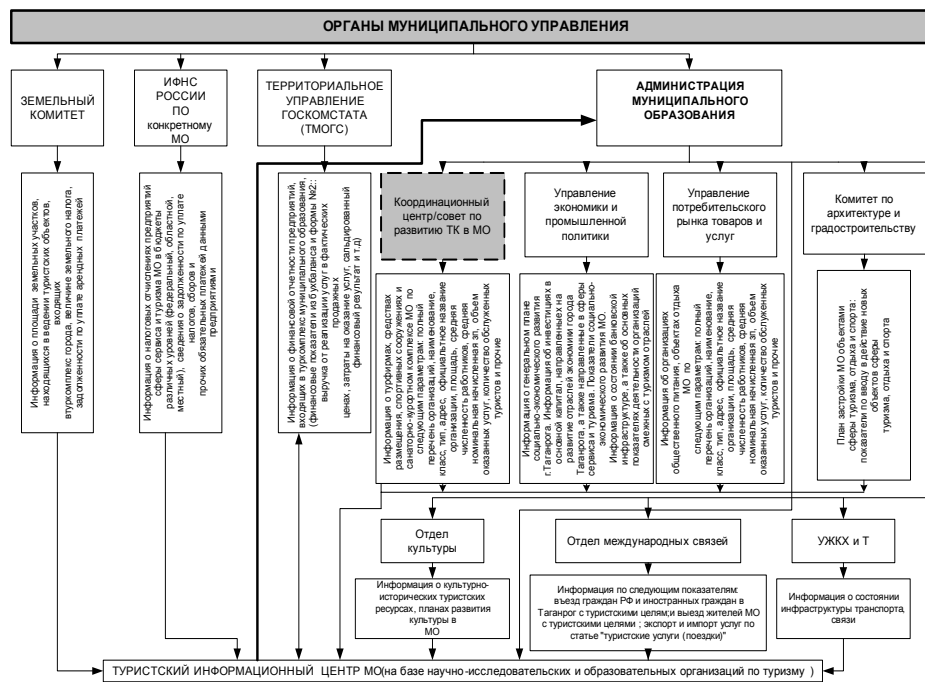 ОРГАНЫ МУНИЦИПАЛЬНОГО УПРАВЛЕНИЯ
ЗЕМЕЛЬНЫЙ
КОМИТЕТ
ИФНС
РОССИИ
ПО
конкретному
МО
ТЕРРИТОРИАЛЬНОЕ
УПРАВЛЕНИЕ
ГОСКОМСТАТА
(ТМОГС)
АДМИНИСТРАЦИЯ
МУНИЦИПАЛЬНОГО
ОБРАЗОВАНИЯ
Координационный
центр/совет по
развитию ТК в МО
Управление
экономики и
промышленной
политики
Управление
потребительского
рынка товаров и
услуг
Комитет по
архитектуре и
градостроительству
Информация о площади земельных участков,
находящихся в ведении туристских объектов,
входящих
втуркомплекс города, величине земельного налога,
задолженности по уплате арендных платежей
Информация о налоговых отчислениях предприятий
сферы сервиса и туризма МО в бюджеты
различных уровней (федеральный, областной,
местный), сведения о задолженности по уплате
налогов, сборов и
прочих обязательных платежей данными
предприятиями
Информация о финансовой отчетности предприятий,
входящих в туркомплекс муниципального образования,
(финансовые показатели из бухбаланса и формы №2::
выручка от реализации услуг в фактических
продажных
ценах, затраты на оказание услуг, сальдированный
финансовый результат и т.д)
Информация о турфирмах, средствах
размещения, спортивных сооружениях и
санаторно-курортном комплексе МО по
следующим параметрам: полный
перечень организаций, наименование,
класс, тип, адрес, официальное название
организации, площадь, средняя
численность работников, средняя
номинальная начисленная зп, объем
оказанных услуг, количество обслуженных
туристов и прочие
Информация о генеральном плане
социально-экономического развития
г.Таганрога. Информация об инвестициях в
основной капитал, направленных на
развитие отраслей экономики города
Таганрога, а также направленные в сферы
сервиса и туризма. Показатели социально-
экономического развития МО.
Информация о состоянии банковской
инфраструктуре, а также об основных
показателях деятельности организаций
смежных с туризмом отраслей
Информация об организациях
общественного питания, объектах отдыха
МО по
следующим параметрам: полный
перечень организаций, наименование,
класс, тип, адрес, официальное название
организации, площадь, средняя
численность работников, средняя
номинальная начисленная зп, объем
оказанных услуг, количество обслуженных
туристов и прочие
План застройки МО объектами
сферы туризма, отдыха и спорта:
показатели по вводу в действие новых
объектов сферы
туризма, отдыха и спорта
Отдел
культуры
Отдел международных связей
УЖКХ и Т
Информация о культурно-
исторических туристских
ресурсах, планах развития
культуры в
МО
Информация по следующим показателям:
въезд граждан РФ и иностранных граждан в
Таганрог с туристскими целям;и выезд жителей МО
с туристскими целями ; экспорт и импорт услуг по
статье "туристские услуги (поездки)"
Информация о состоянии
инфраструктуры транспорта,
связи
ТУРИСТСКИЙ ИНФОРМАЦИОННЫЙ ЦЕНТР МО(на базе научно-исследовательских и образовательных организаций по туризму )